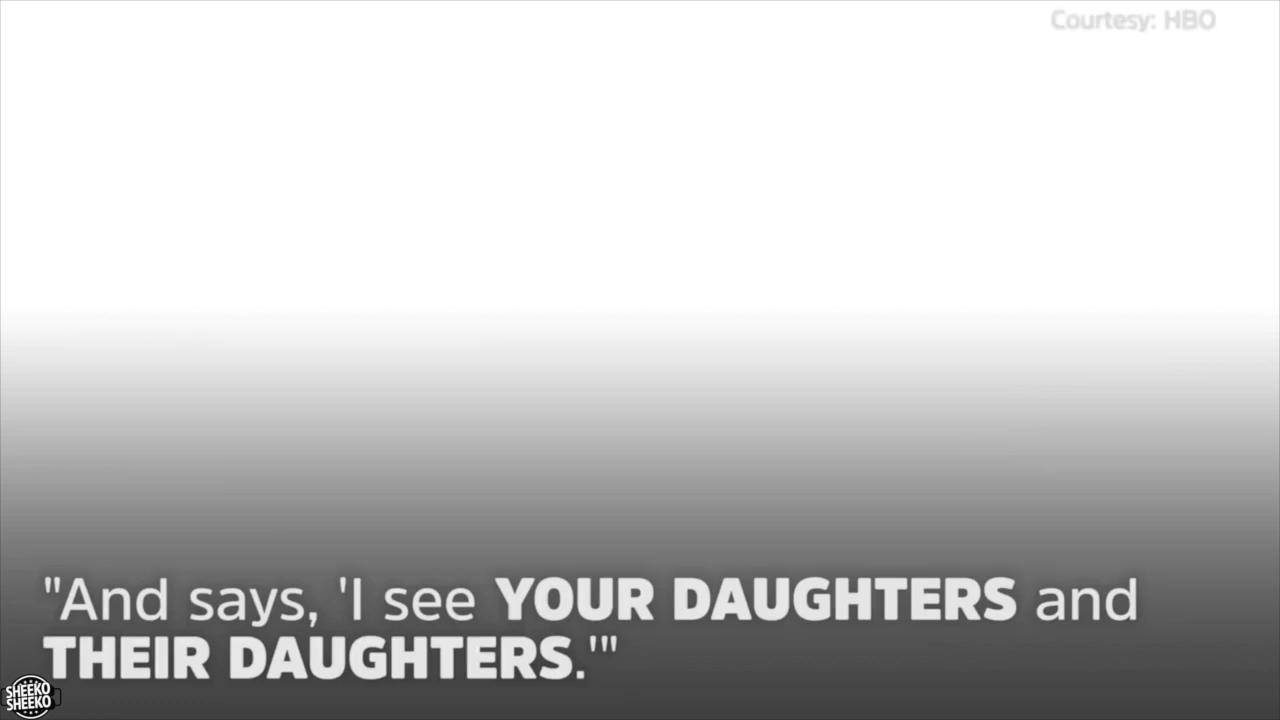 Courtesy: HBO
"And says, 'I see YOUR DAUGHTERS and
THEIR DAUGHTERS.'"
SHEEKO
SHEEKO